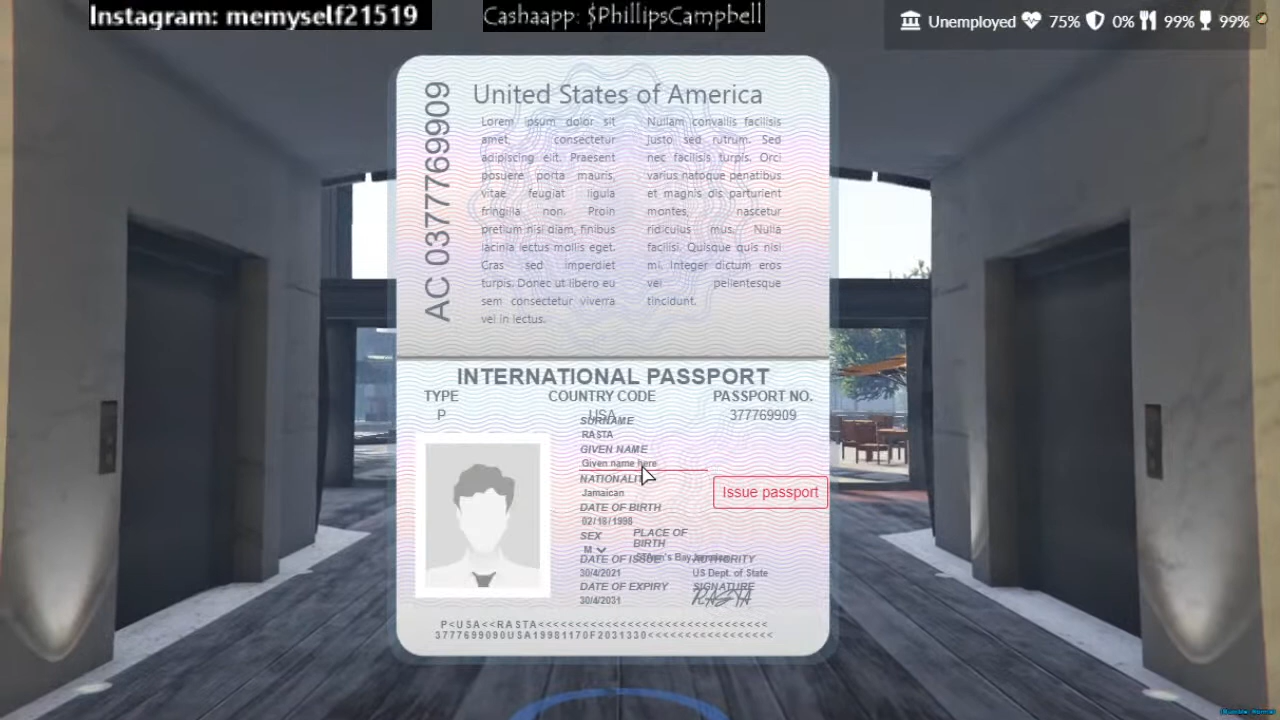 Instagram: memyself21519
Cashaapp: $PhillipsCampbell
Unemployed 75% 0% 99% 99%
AC 0377769909
United States of America
Lorem ipsum dolor sit
amet, consectetur
adipiscing elit. Praesent
posuere porta mauris,
vitae feugiat ligula
fringilla non. Proin
pretium nisi diam, finibus
lacinia lectus mollis eget.
Cras sed imperdiet
turpis. Donec ut libero eu
sem consectetur viverra
vel in lectus.
Nullam convallis facilisis
justo sed rutrum. Sed
nec facilisis turpis. Orci
varius natoque penatibus
et magnis dis parturient
montes, nascetur
ridiculus mus. Nulla
facilisi. Quisque quis nisi
mi. Integer dictum eros
vel pellentesque
tincidunt.
INTERNATIONAL PASSPORT
TYPE COUNTRY CODE PASSPORT NO.
P USA 377769909
SURNAME
RASTA
GIVEN NAME
Given name here
NATIONALITY
Jamaican
Issue passport
DATE OF BIRTH
02/18/1998
SEX
M
PLACE OF
BIRTH
DATE OF ISSUE
30/4/2021
AUTHORITY
US Dept. of State
DATE OF EXPIRY
30/4/2031
SIGNATURE
RASTA
P<USA<<RASTA<<<<<<<<<<<<<<<<<<<<<<<<<<<<<<<
3777699090USA19981170F2031330<<<<<<<<<<<<<<<